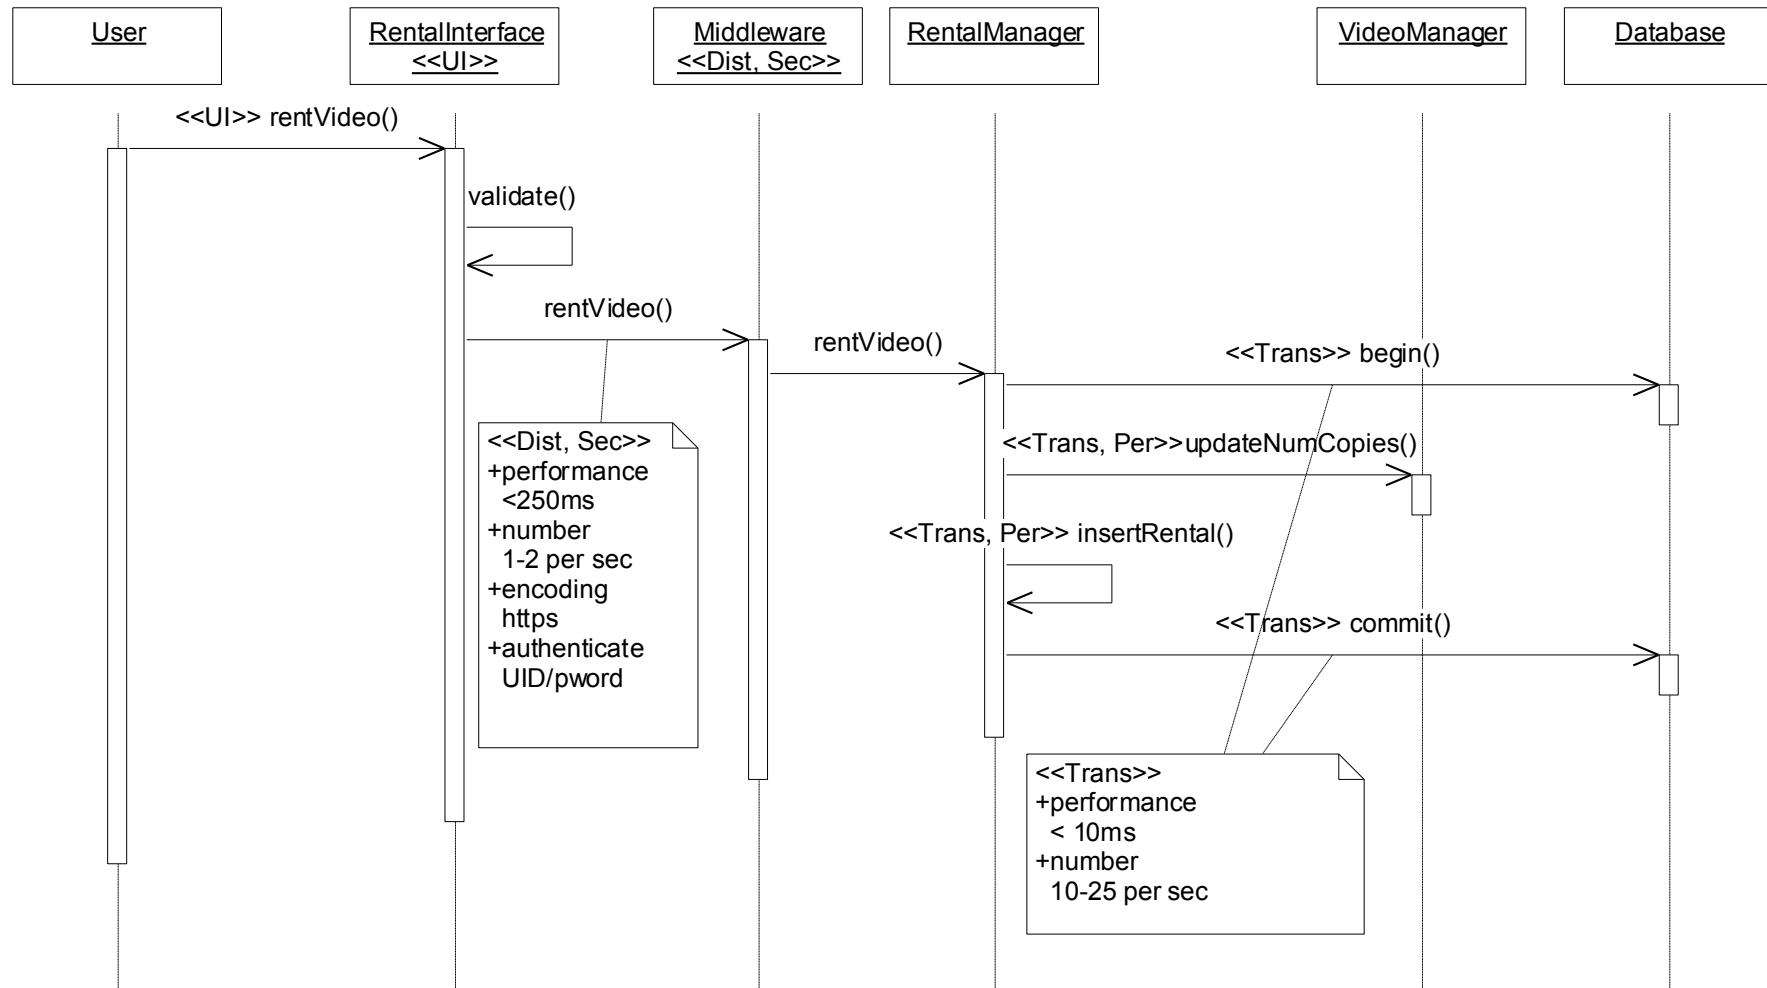 User
RentalInterface
<<UI>>
Middleware
<<Dist, Sec>>
RentalManager
VideoManager
Database
<<UI>> rentVideo()
validate()
rentVideo()
rentVideo()
<<Trans>> begin()
<<Dist, Sec>>
+performance
<250ms
+number
1-2 per sec
+encoding
https
+authenticate
UID/pword
<<Trans, Per>>updateNumCopies()
<<Trans, Per>> insertRental()
<<Trans>> commit()
<<Trans>>
+performance
< 10ms
+number
10-25 per sec